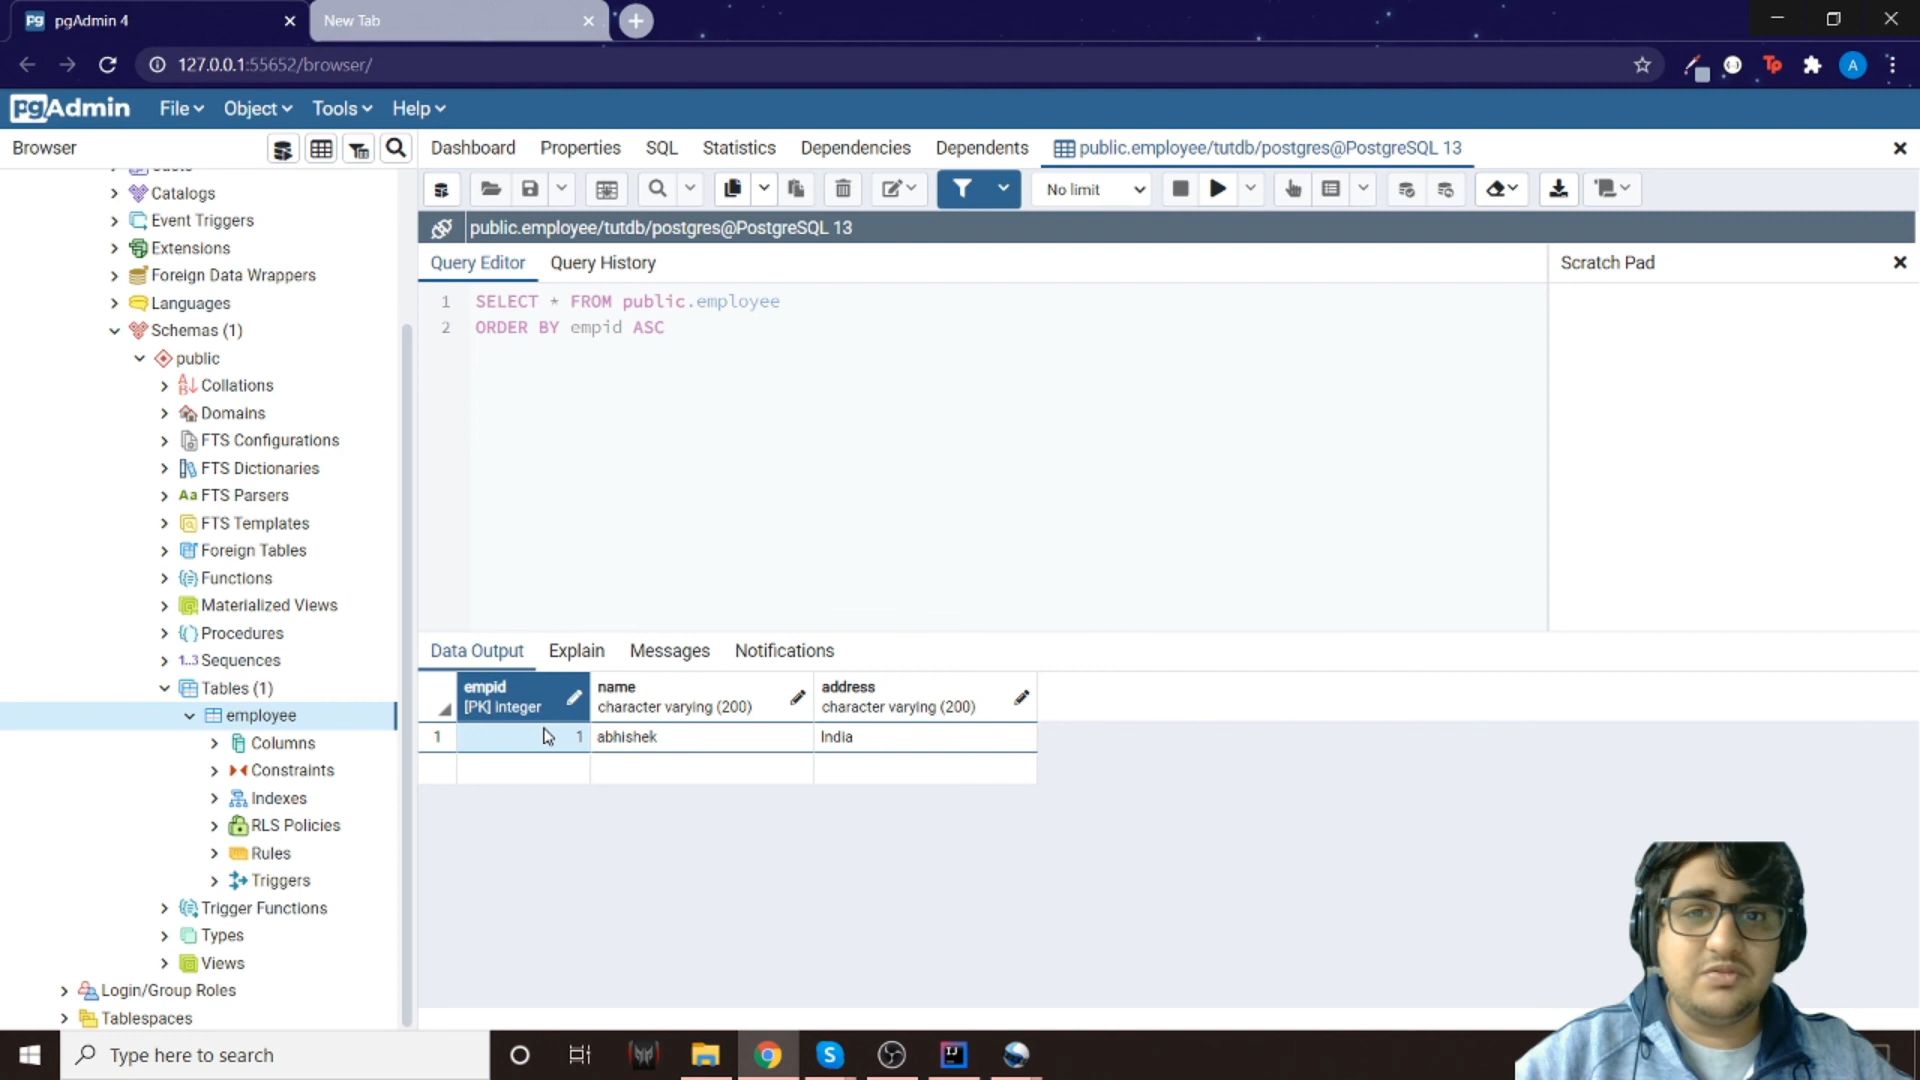 pgAdmin 4
New Tab
127.0.0.1:55652/browser/
A
pgAdmin
File
Object
Tools
Help
Browser
Dashboard
Properties
SQL
Statistics
Dependencies
Dependents
public.employee/tutdb/postgres@PostgreSQL 13
No limit
public.employee/tutdb/postgres@PostgreSQL 13
Query Editor
Query History
Scratch Pad
1 SELECT * FROM public.employee
2 ORDER BY empid ASC
Catalogs
Event Triggers
Extensions
Foreign Data Wrappers
Languages
Schemas (1)
public
Collations
Domains
FTS Configurations
FTS Dictionaries
Aa FTS Parsers
FTS Templates
Foreign Tables
Functions
Materialized Views
Procedures
1..3 Sequences
Tables (1)
employee
Columns
Constraints
Indexes
RLS Policies
Rules
Triggers
Trigger Functions
Types
Views
Login/Group Roles
Tablespaces
Data Output
Explain
Messages
Notifications
empid
[PK] integer
name
character varying (200)
address
character varying (200)
1 1 abhishek India
Type here to search